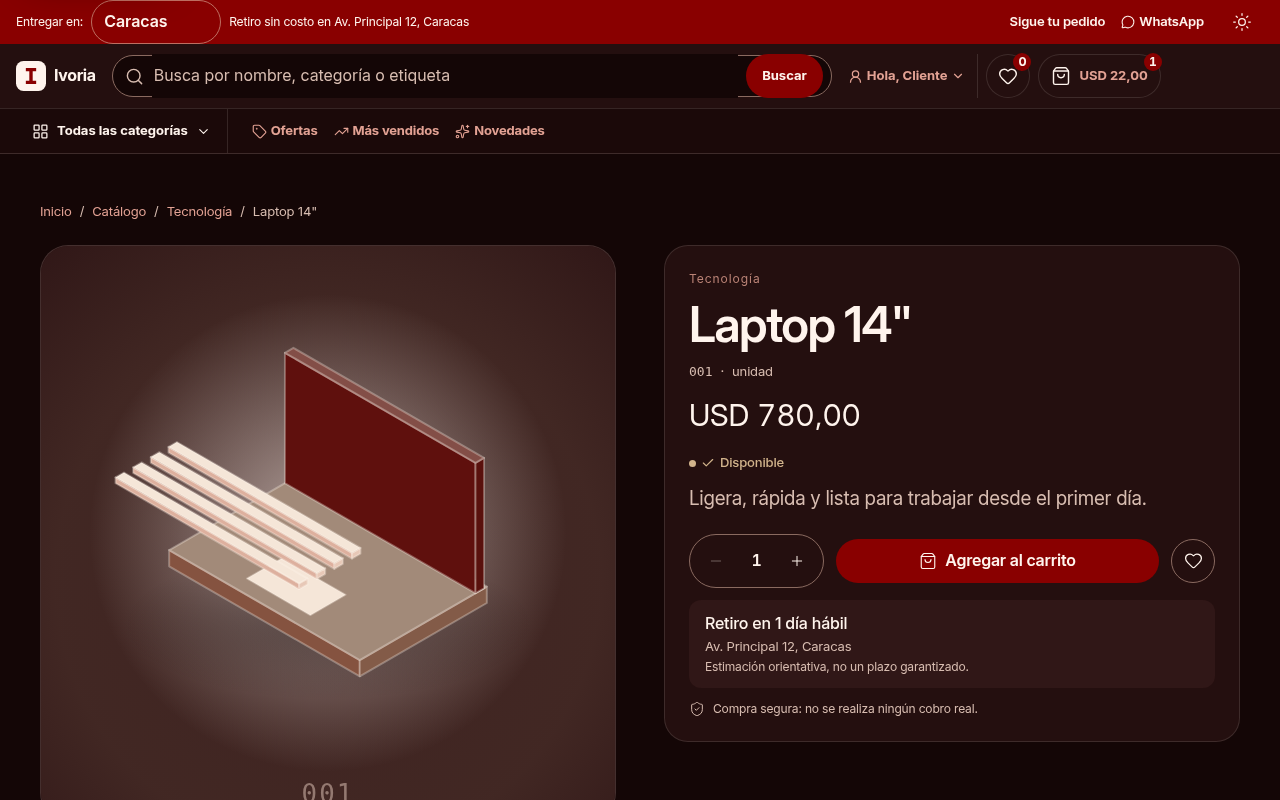 Entregar en: Caracas Retiro sin costo en Av. Principal 12, Caracas Sigue tu pedido WhatsApp
I Ivoria Busca por nombre, categoría o etiqueta Buscar Hola, Cliente 0 USD 22,00 1
Todas las categorías Ofertas Más vendidos Novedades
Inicio / Catálogo / Tecnología / Laptop 14"
Tecnología
Laptop 14"
001 · unidad
USD 780,00
Disponible
Ligera, rápida y lista para trabajar desde el primer día.
− 1 + Agregar al carrito
Retiro en 1 día hábil
Av. Principal 12, Caracas
Estimación orientativa, no un plazo garantizado.
Compra segura: no se realiza ningún cobro real.
001